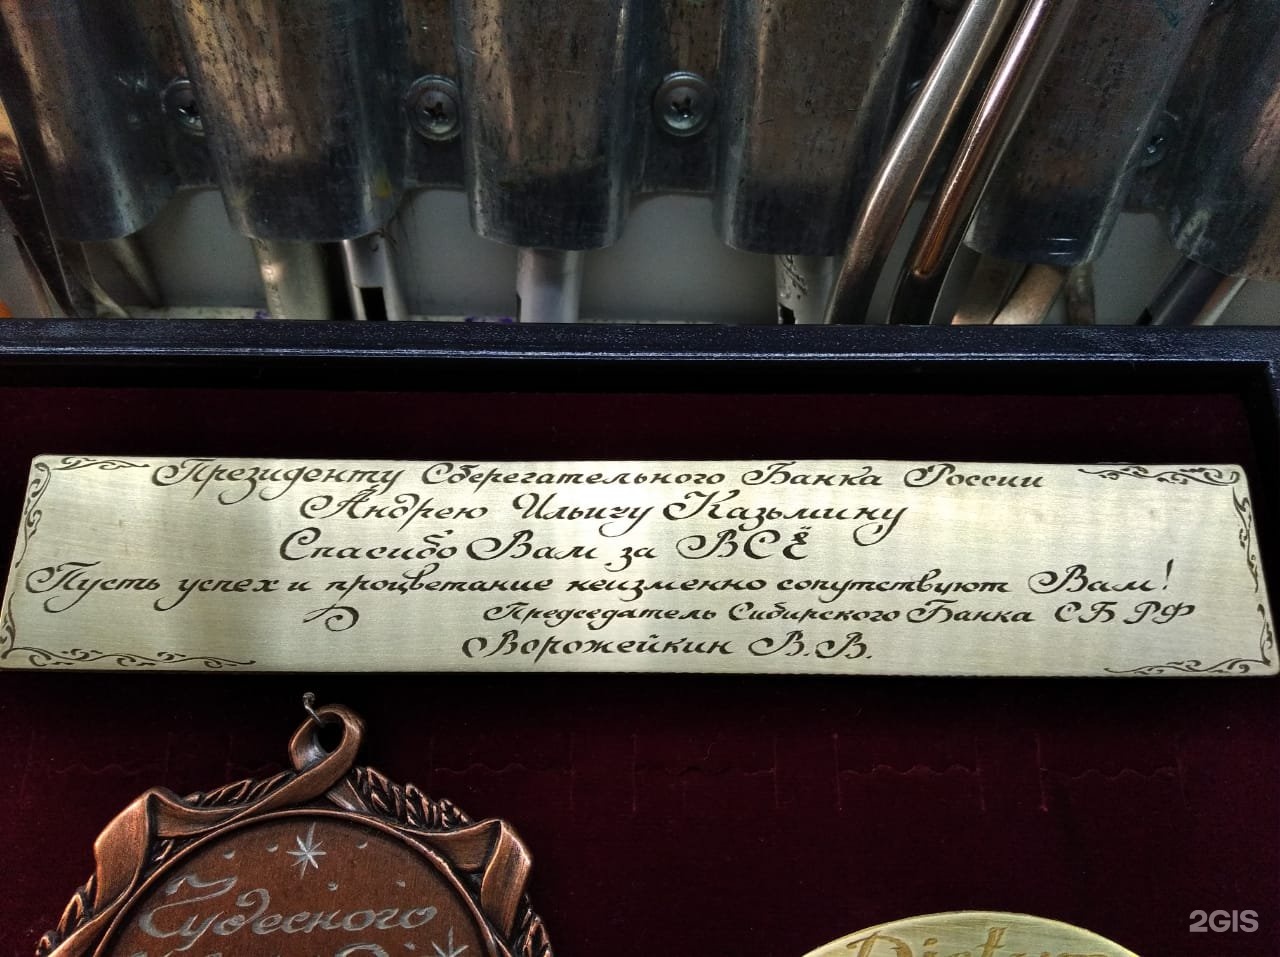 Президенту Сберегательного Банка России
Андрею Ильичу Казьмину
Спасибо Вам за ВСЁ
Пусть успех и процветание неизменно сопутствуют Вам!
Председатель Сибирского Банка СБ РФ
Ворожейкин В.В.
Чудесного
Dictum
2GIS